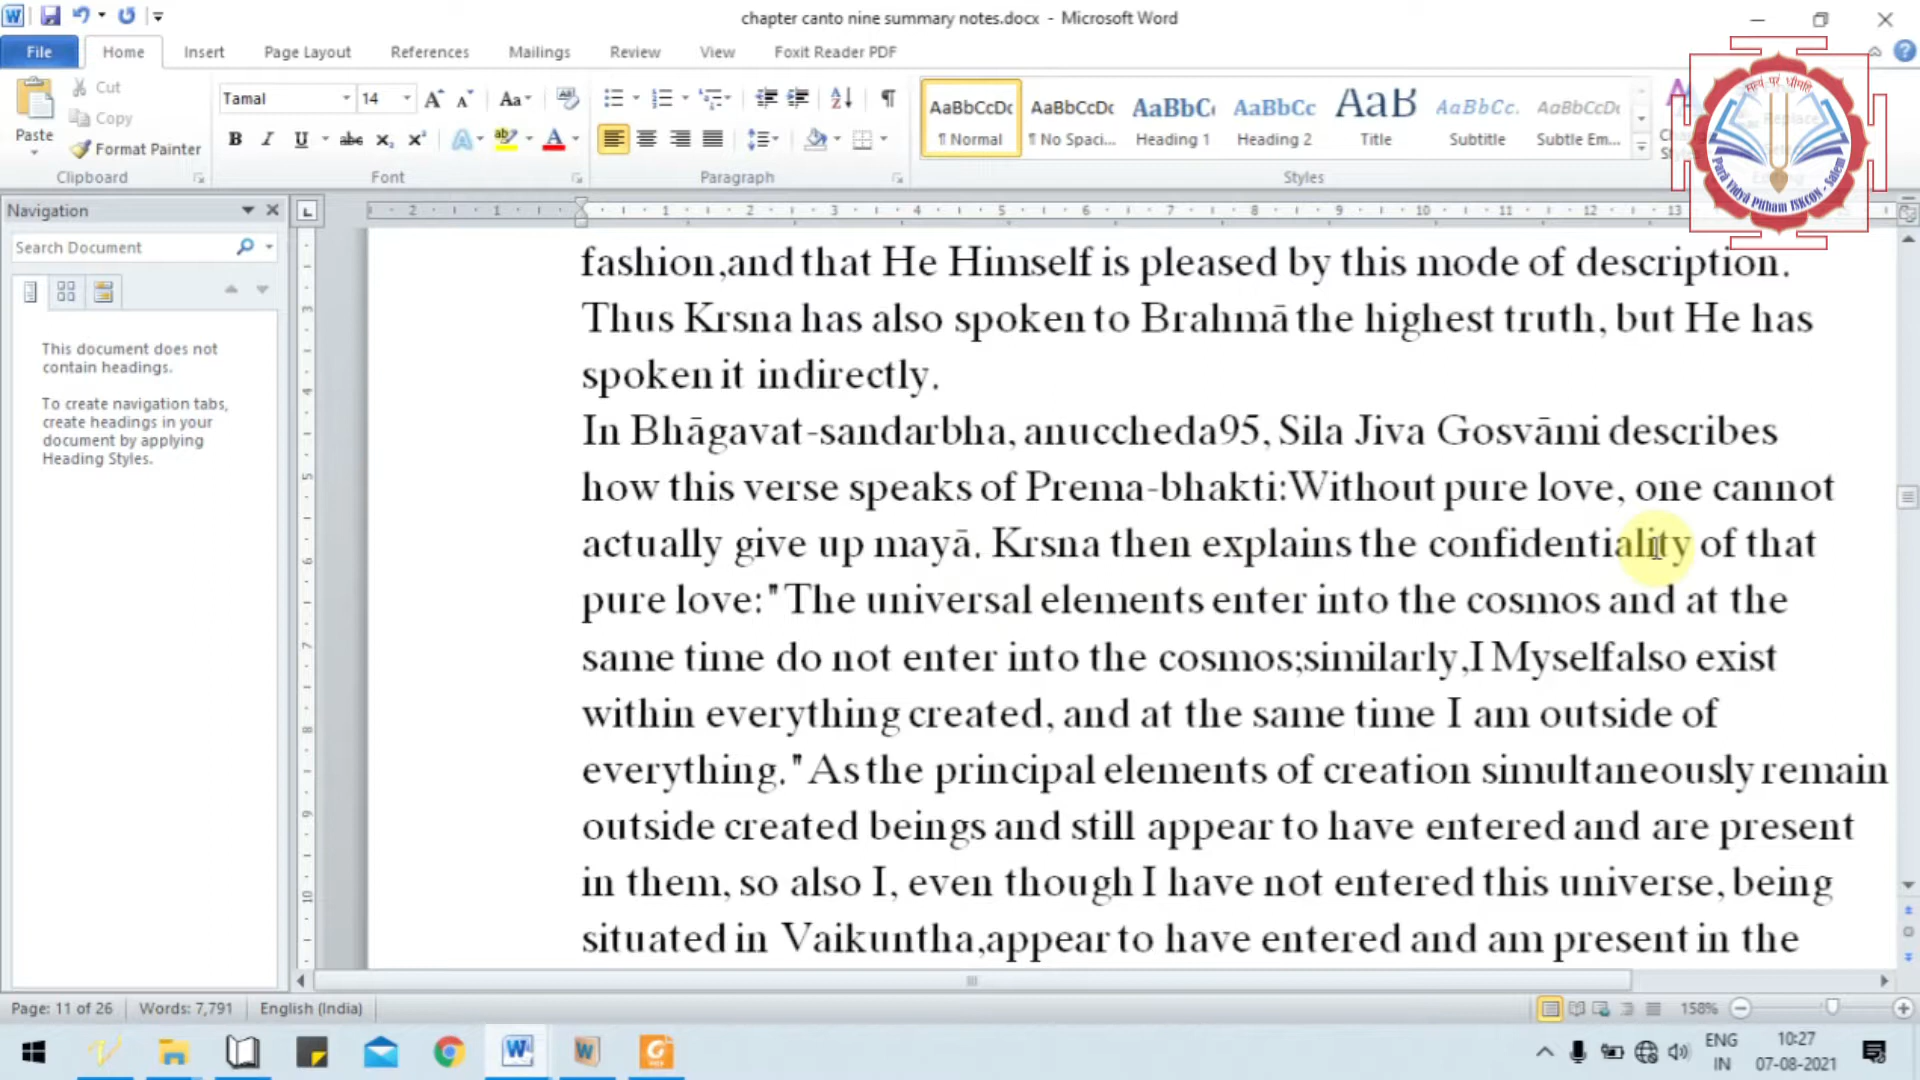 chapter canto nine summary notes.docx - Microsoft Word
File Home Insert Page Layout References Mailings Review View Foxit Reader PDF
Paste
Cut
Copy
Format Painter
Clipboard
Tamal 14
Font
Paragraph
AaBbCcDc AaBbCcDc AaBbC AaBbCc AaB AaBbCc. AaBbCcDc
¶ Normal ¶ No Spaci... Heading 1 Heading 2 Title Subtitle Subtle Em...
Styles
Replace
Para Vidya Pitham ISKCON - Salem
Navigation
Search Document
This document does not
contain headings.
To create navigation tabs,
create headings in your
document by applying
Heading Styles.
fashion,and that He Himself is pleased by this mode of description.
Thus Krsna has also spoken to Brahmā the highest truth, but He has
spoken it indirectly.
In Bhāgavat-sandarbha, anuccheda95, Sila Jiva Gosvāmi describes
how this verse speaks of Prema-bhakti:Without pure love, one cannot
actually give up mayā. Krsna then explains the confidentiality of that
pure love:"The universal elements enter into the cosmos and at the
same time do not enter into the cosmos;similarly,I Myselfalso exist
within everything created, and at the same time I am outside of
everything."As the principal elements of creation simultaneously remain
outside created beings and still appear to have entered and are present
in them, so also I, even though I have not entered this universe, being
situated in Vaikuntha,appear to have entered and am present in the
Page: 11 of 26 Words: 7,791 English (India) 158%
ENG
IN
10:27
07-08-2021